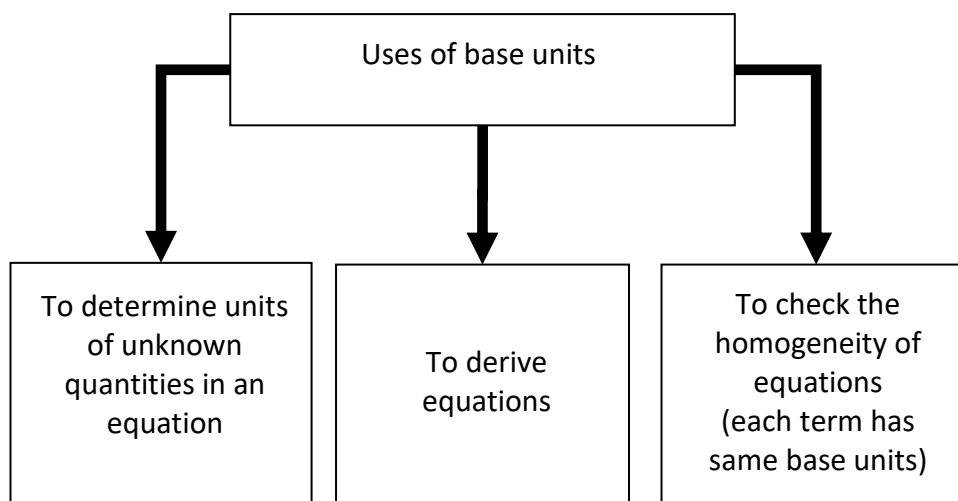 Uses of base units
To determine units
of unknown
quantities in an
equation
To derive
equations
To check the
homogeneity of
equations
(each term has
same base units)